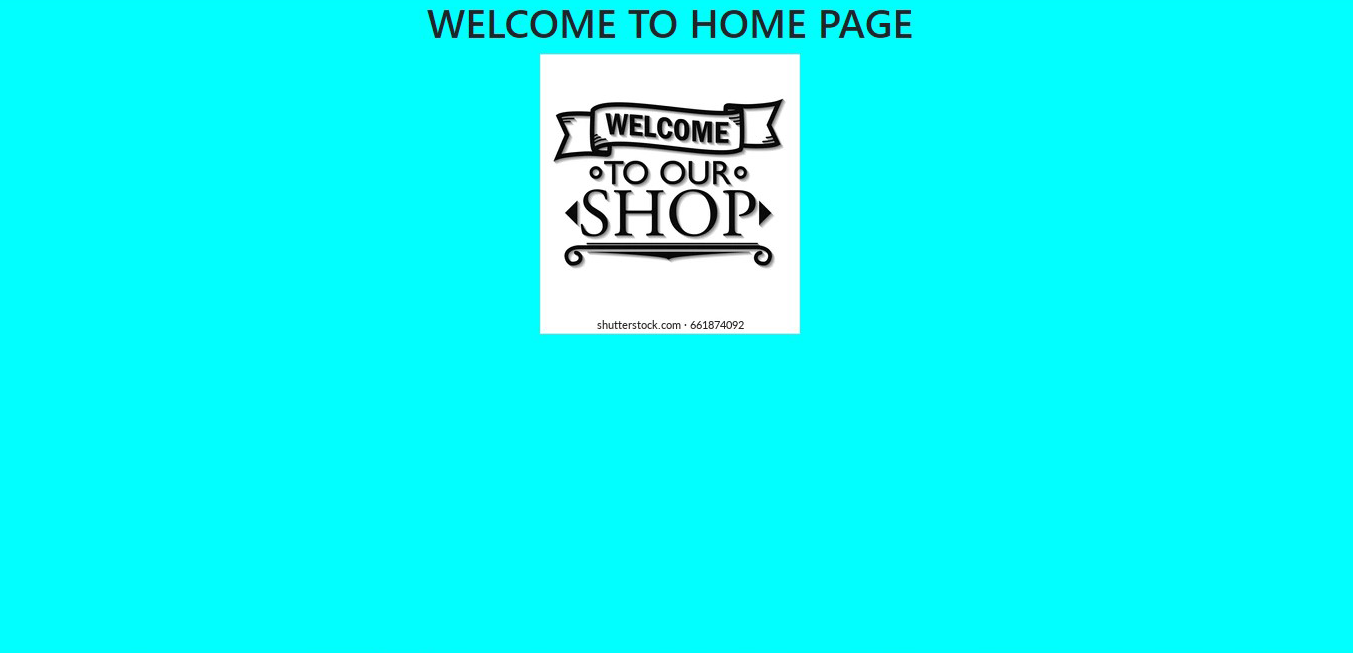 WELCOME TO HOME PAGE
WELCOME
TO OUR
SHOP
shutterstock.com · 661874092